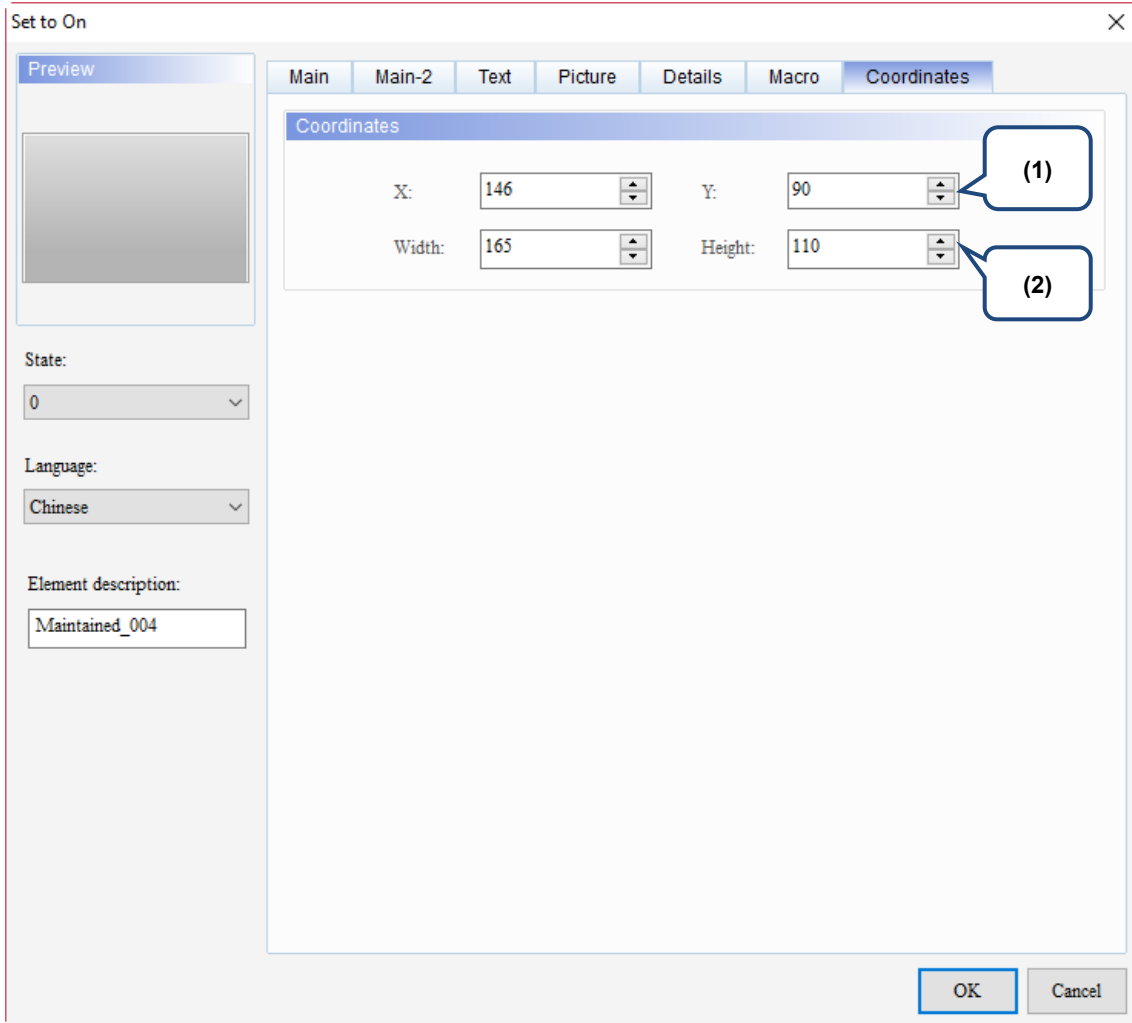 Set to On
Preview
Main Main-2 Text Picture Details Macro Coordinates
Coordinates
X: 146 Y: 90
(1)
Width: 165 Height: 110
(2)
State:
0
Language:
Chinese
Element description:
Maintained_004
OK Cancel